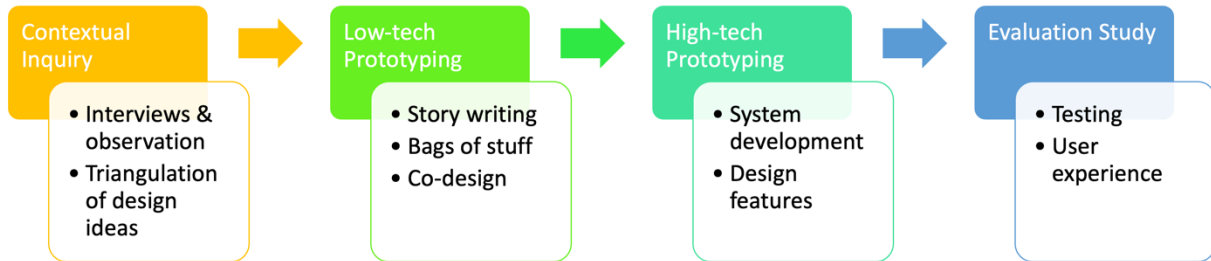 Contextual
Inquiry
• Interviews &
observation
• Triangulation
of design
ideas
Low-tech
Prototyping
• Story writing
• Bags of stuff
• Co-design
High-tech
Prototyping
• System
development
• Design
features
Evaluation Study
• Testing
• User
experience